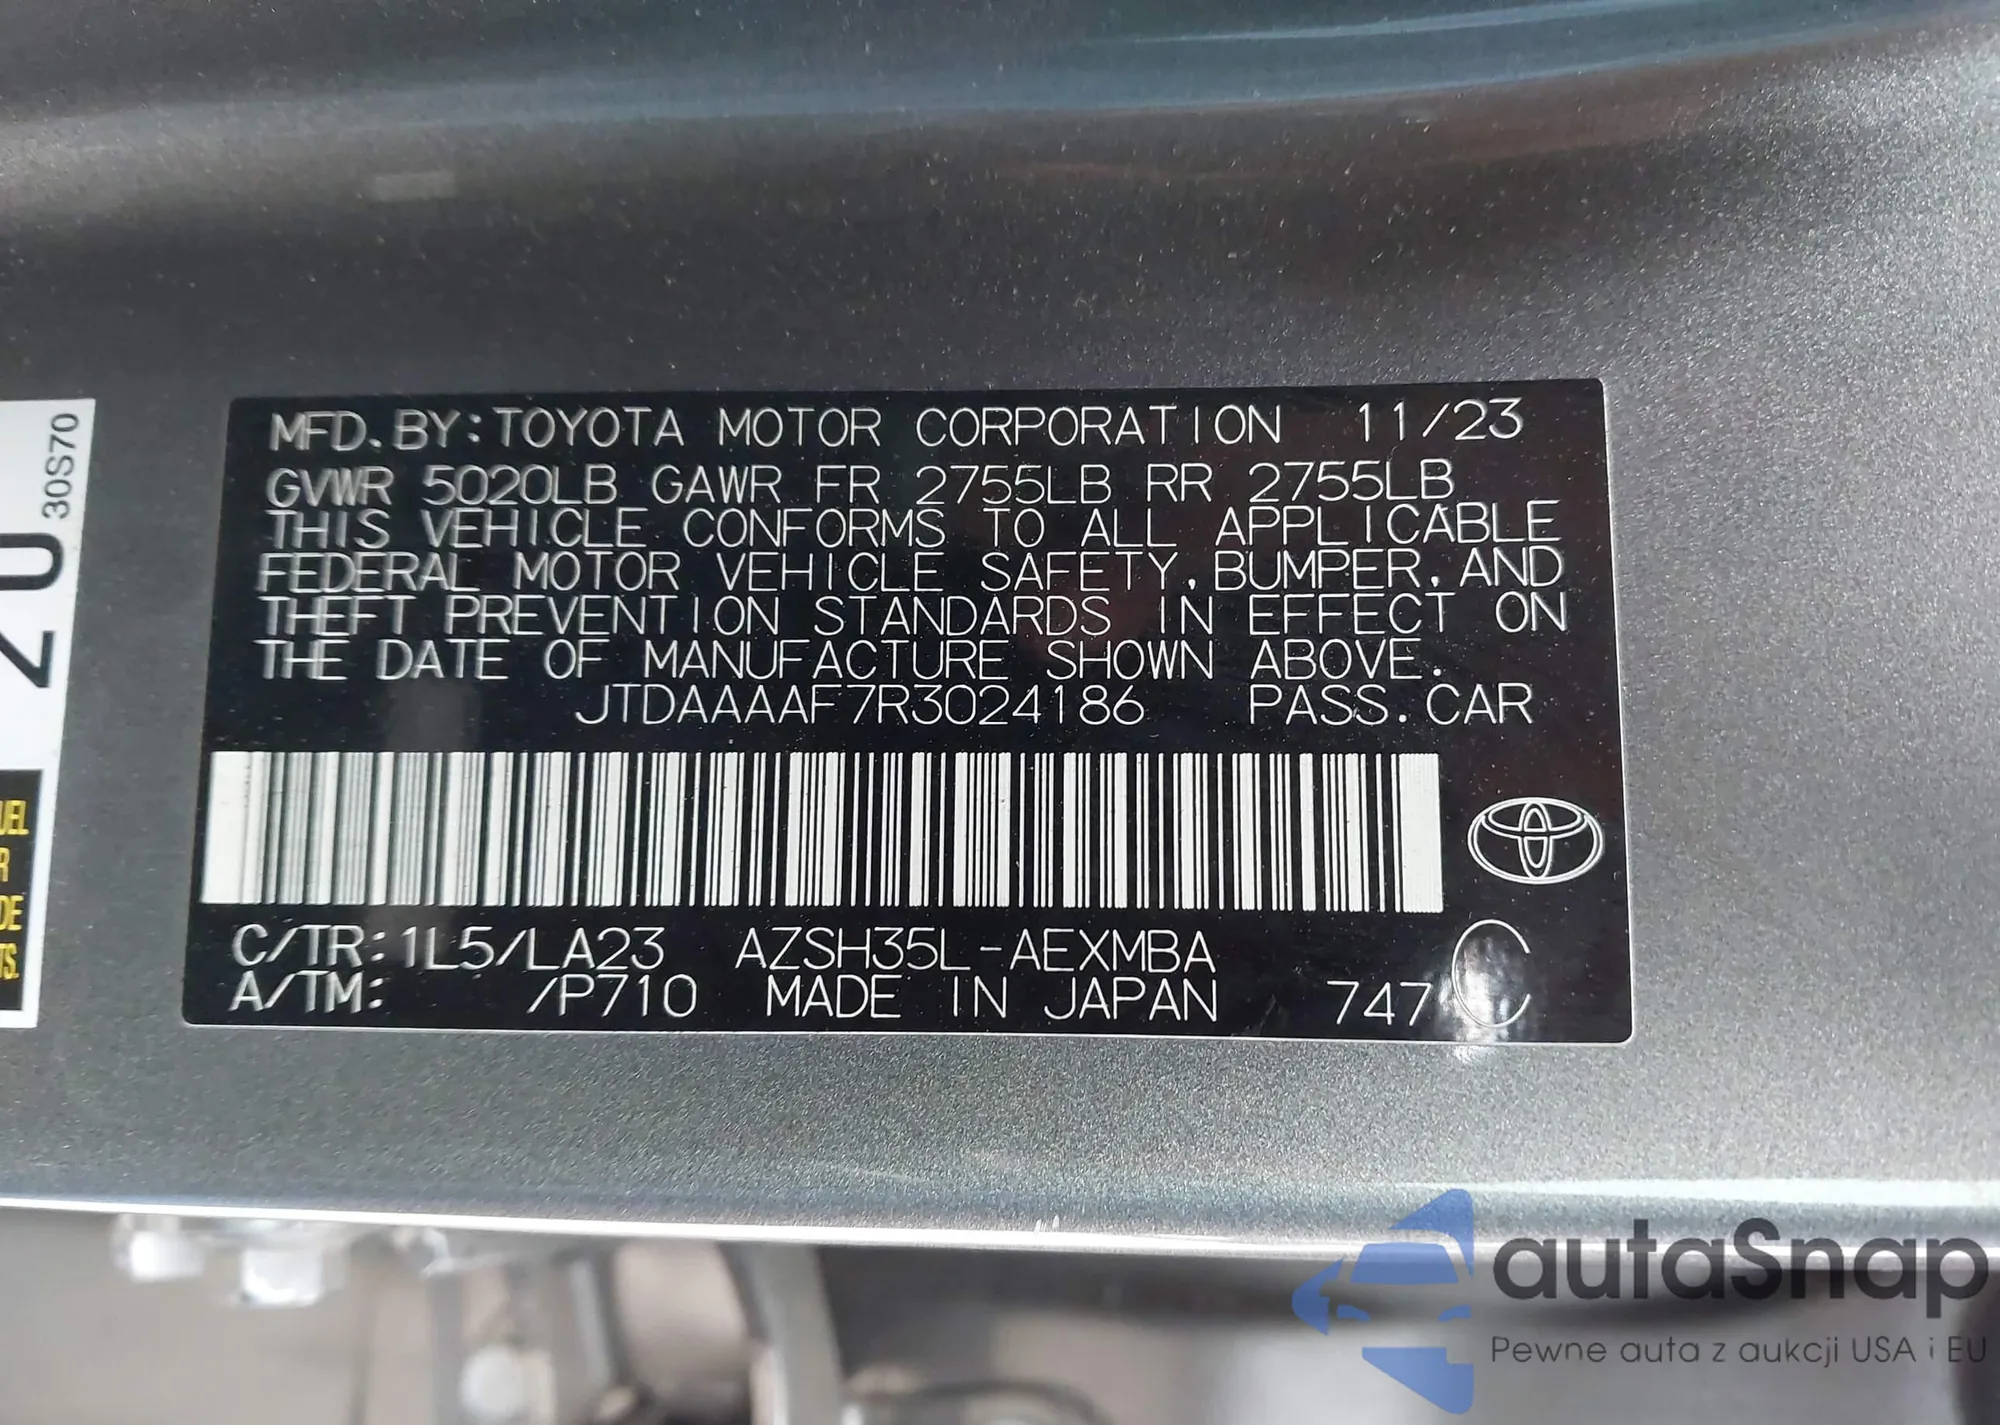 MFD. BY: TOYOTA MOTOR CORPORATION 11/23
GVWR 5020LB GAWR FR 2755LB RR 2755LB
THIS VEHICLE CONFORMS TO ALL APPLICABLE
FEDERAL MOTOR VEHICLE SAFETY, BUMPER, AND
THEFT PREVENTION STANDARDS IN EFFECT ON
THE DATE OF MANUFACTURE SHOWN ABOVE.
JTDAAAAF7R3024186 PASS. CAR
C/TR: 1L5/LA23 AZSH35L-AEXMBA
A/TM: /P710 MADE IN JAPAN 747 C
30S70
20
autaSnap
Pewne auta z aukcji USA i EU